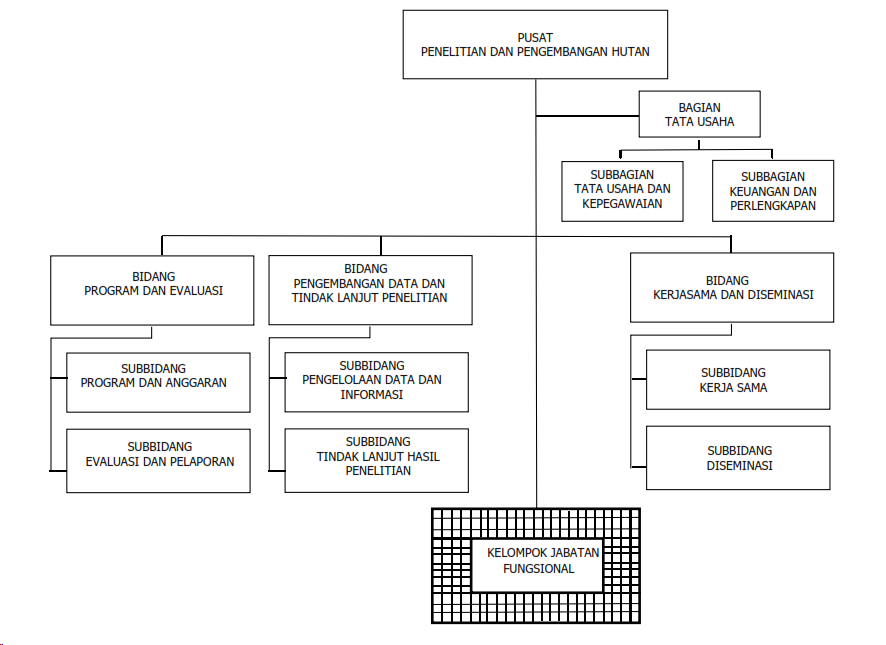 PUSAT
PENELITIAN DAN PENGEMBANGAN HUTAN
BAGIAN
TATA USAHA
SUBBAGIAN
TATA USAHA DAN
KEPEGAWAIAN
SUBBAGIAN
KEUANGAN DAN
PERLENGKAPAN
BIDANG
PROGRAM DAN EVALUASI
BIDANG
PENGEMBANGAN DATA DAN
TINDAK LANJUT PENELITIAN
BIDANG
KERJASAMA DAN DISEMINASI
SUBBIDANG
PROGRAM DAN ANGGARAN
SUBBIDANG
PENGELOLAAN DATA DAN
INFORMASI
SUBBIDANG
KERJA SAMA
SUBBIDANG
EVALUASI DAN PELAPORAN
SUBBIDANG
TINDAK LANJUT HASIL
PENELITIAN
SUBBIDANG
DISEMINASI
KELOMPOK JABATAN
FUNGSIONAL